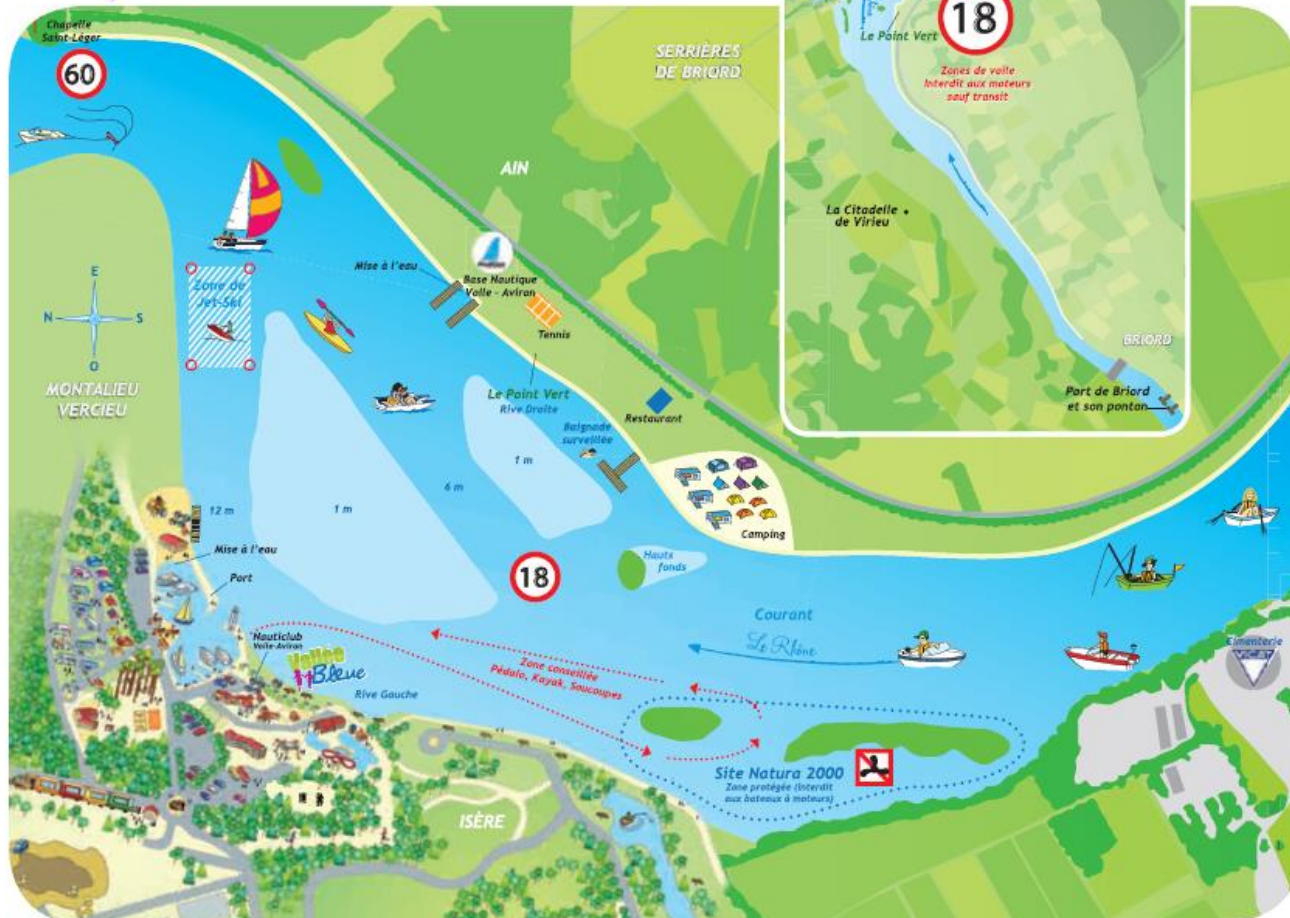 Chapelle
Saint-Léger
60
SERRIÈRES
DE BRIORD
Le Point Vert
18
Zones de voile
Interdit aux moteurs
sauf transit
La Citadelle
de Virieu
BRIORD
Port de Briord
et son ponton
AIN
Mise à l'eau
Base Nautique
Voile - Aviron
Tennis
Zone de
Jet-Ski
E
N
S
O
MONTALIEU
VERCIEU
Le Point Vert
Rive Droite
Restaurant
Baignade
surveillée
1 m
6 m
1 m
12 m
Camping
Mise à l'eau
Port
18
Hauts
fonds
Courant
Le Rhône
Cimenterie
VICAT
Nauticlub
Voile-Aviron
Vallée
Bleue
Rive Gauche
Zone conseillée
Pédalo, Kayak, Soucoupes
Site Natura 2000
Zone protégée (Interdit
aux bateaux à moteurs)
ISÈRE